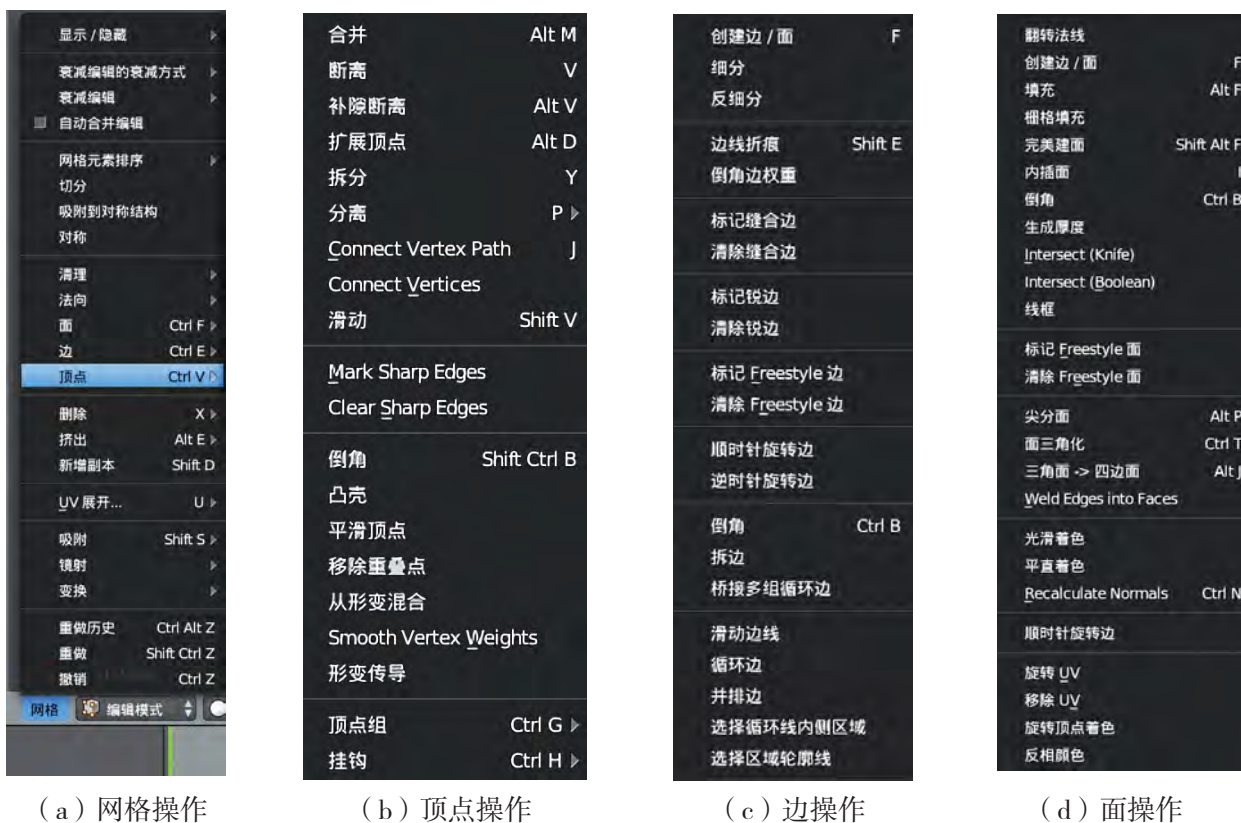 显示 / 隐藏
衰减编辑的衰减方式
衰减编辑
自动合并编辑
网格元素排序
切分
吸附到对称结构
对称
清理
法向
面 Ctrl F
边 Ctrl E
顶点 Ctrl V
删除 X
挤出 Alt E
新增副本 Shift D
UV 展开... U
吸附 Shift S
镜射
变换
重做历史 Ctrl Alt Z
重做 Shift Ctrl Z
撤销 Ctrl Z
网格 编辑模式
（a）网格操作
合并 Alt M
断离 V
补隙断离 Alt V
扩展顶点 Alt D
拆分 Y
分离 P
Connect Vertex Path J
Connect Vertices
滑动 Shift V
Mark Sharp Edges
Clear Sharp Edges
倒角 Shift Ctrl B
凸壳
平滑顶点
移除重叠点
从形变混合
Smooth Vertex Weights
形变传导
顶点组 Ctrl G
挂钩 Ctrl H
（b）顶点操作
创建边 / 面 F
细分
反细分
边线折痕 Shift E
倒角边权重
标记缝合边
清除缝合边
标记锐边
清除锐边
标记 Freestyle 边
清除 Freestyle 边
顺时针旋转边
逆时针旋转边
倒角 Ctrl B
拆边
桥接多组循环边
滑动边线
循环边
并排边
选择循环线内侧区域
选择区域轮廓线
（c）边操作
翻转法线
创建边 / 面 F
填充 Alt F
栅格填充
完美建面 Shift Alt F
内插面 I
倒角 Ctrl B
生成厚度
Intersect (Knife)
Intersect (Boolean)
线框
标记 Freestyle 面
清除 Freestyle 面
尖分面 Alt P
面三角化 Ctrl T
三角面 -> 四边面 Alt J
Weld Edges into Faces
光滑着色
平直着色
Recalculate Normals Ctrl N
顺时针旋转边
旋转 UV
移除 UV
旋转顶点着色
反相颜色
（d）面操作